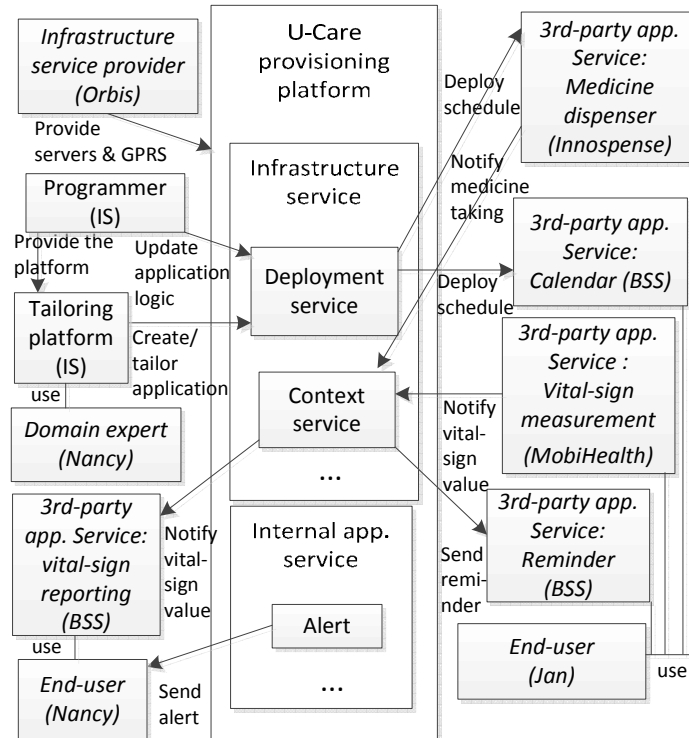 Infrastructure
service provider
(Orbis)
Provide
servers & GPRS
Programmer
(IS)
Provide the
platform
Update
application
logic
Tailoring
platform
(IS)
Create/
tailor
application
use
Domain expert
(Nancy)
3rd-party
app. Service:
vital-sign
reporting
(BSS)
Notify
vital-
sign
value
use
End-user
(Nancy)
Send
alert
U-Care
provisioning
platform
Infrastructure
service
Deployment
service
Context
service
...
Internal app.
service
Alert
...
Deploy
schedule
3rd-party app.
Service:
Medicine
dispenser
(Innospense)
Notify
medicine
taking
3rd-party app.
Service:
Calendar (BSS)
Deploy
schedule
3rd-party app.
Service :
Vital-sign
measurement
(MobiHealth)
Notify
vital-
sign
value
3rd-party app.
Service:
Reminder
(BSS)
Send
remi-
nder
End-user
(Jan)
use